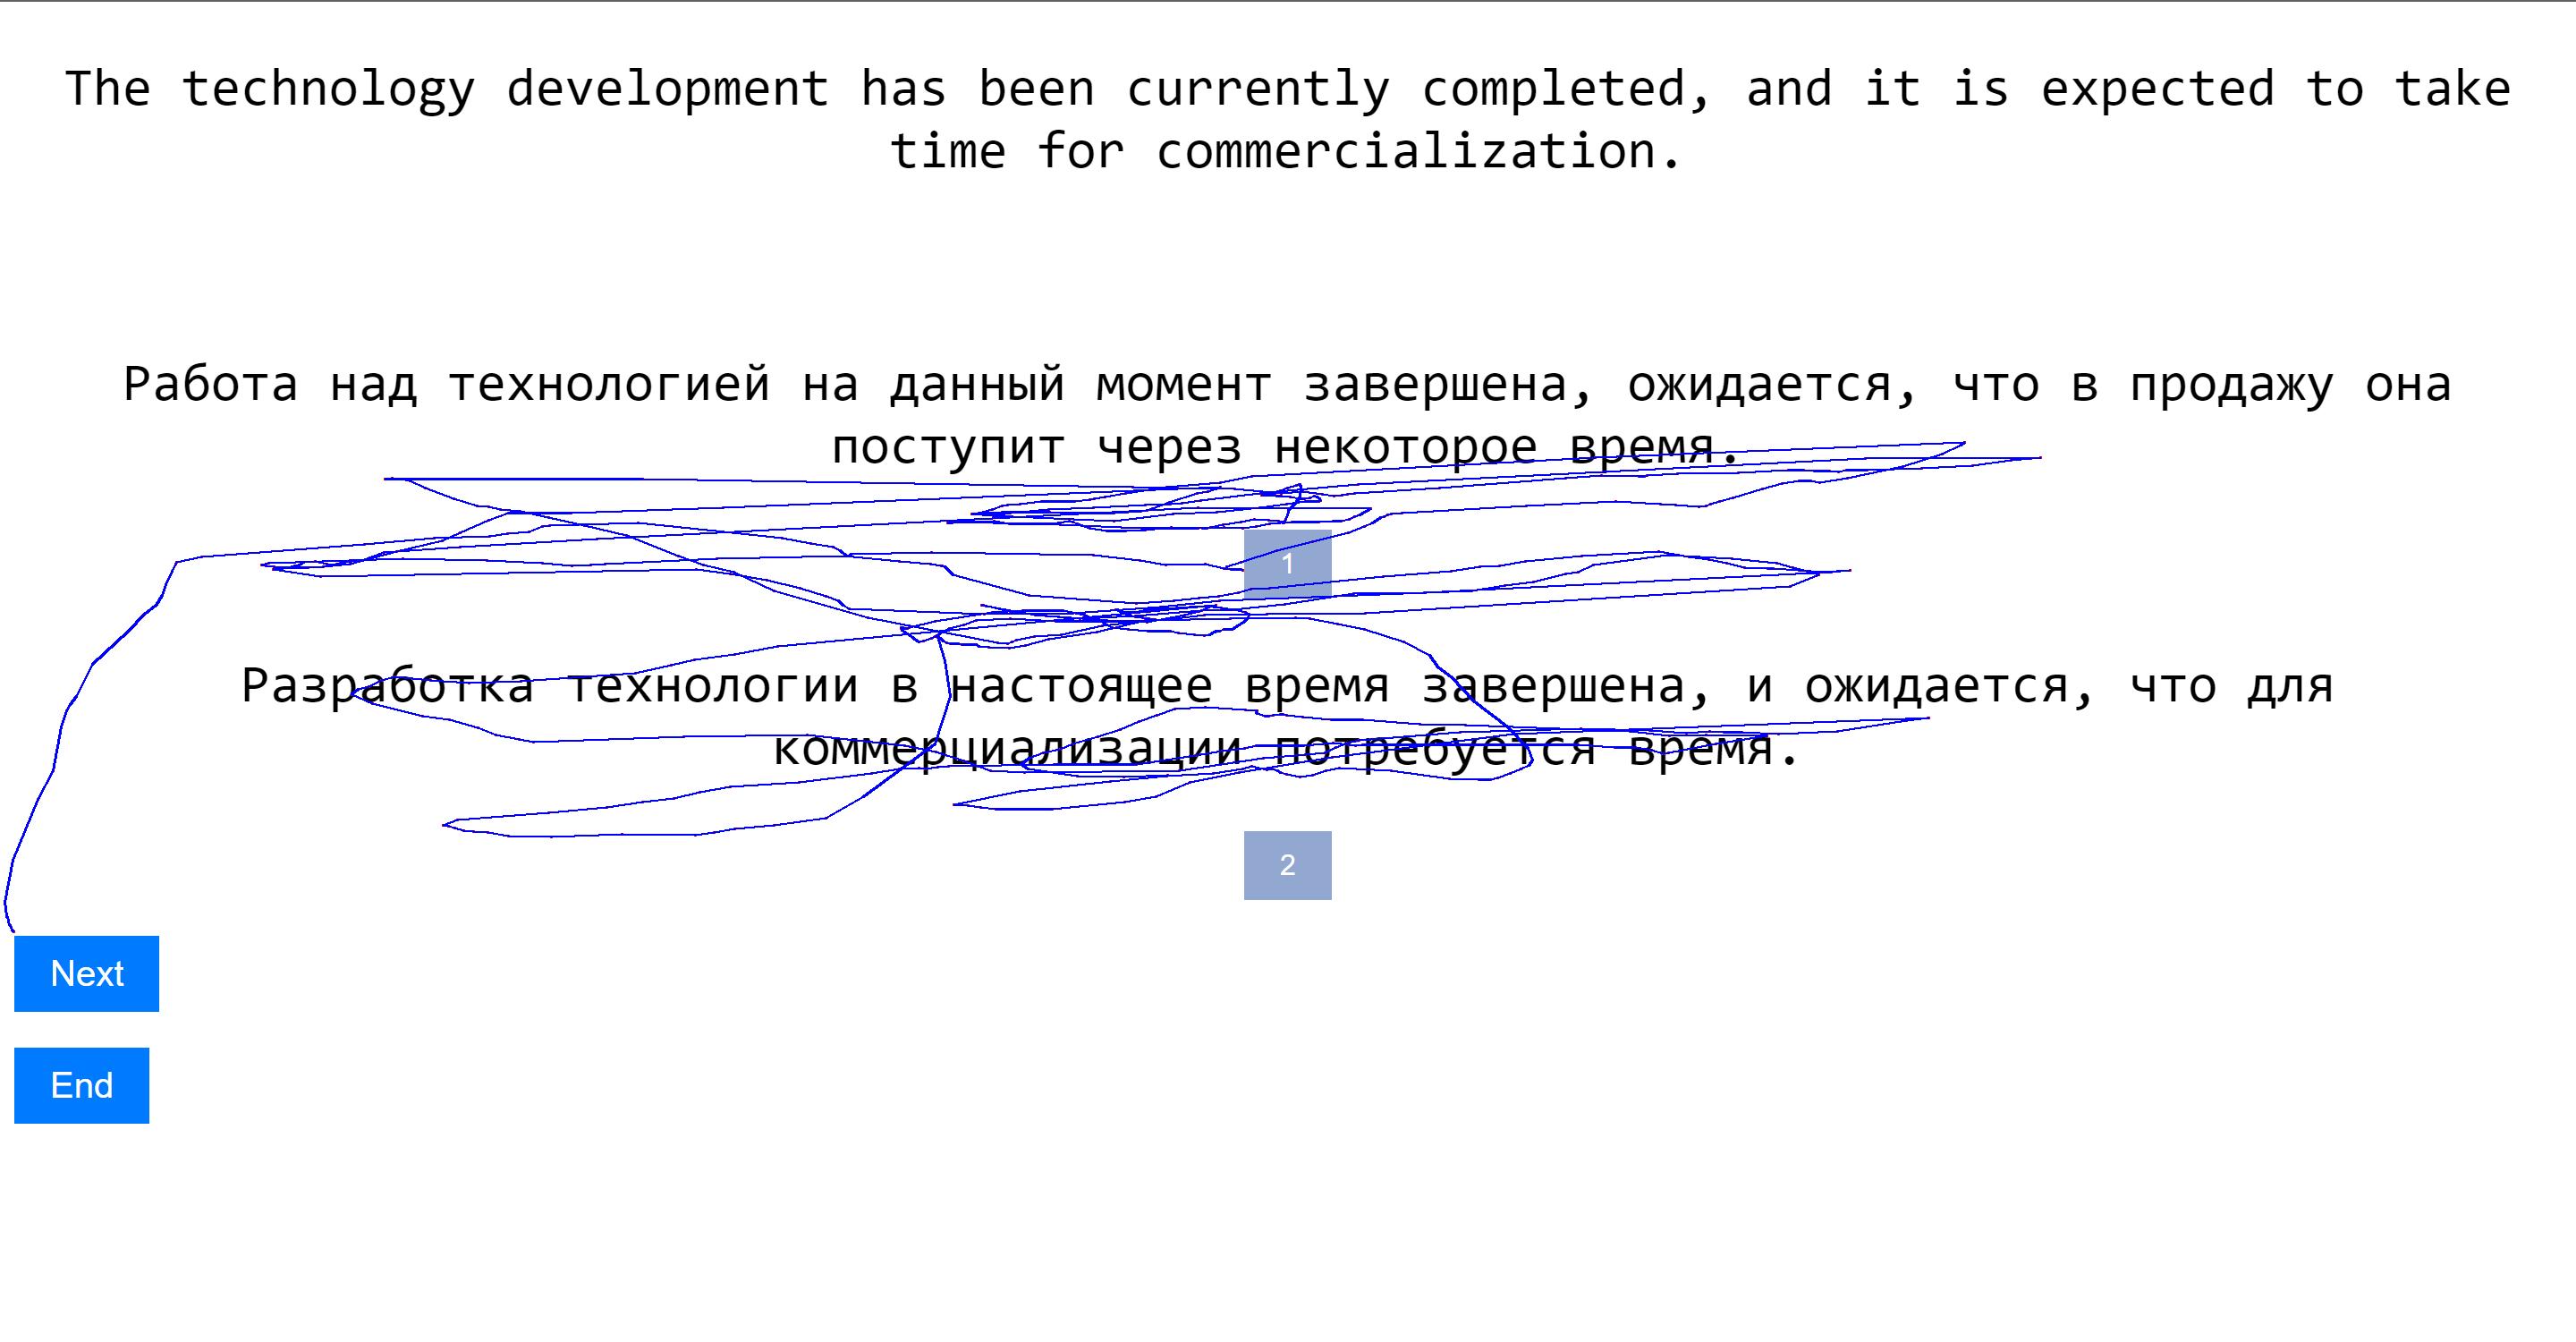 The technology development has been currently completed, and it is expected to take
time for commercialization.
Работа над технологией на данный момент завершена, ожидается, что в продажу она
поступит через некоторое время.
1
Разработка технологии в настоящее время завершена, и ожидается, что для
коммерциализации потребуется время.
2
Next
End